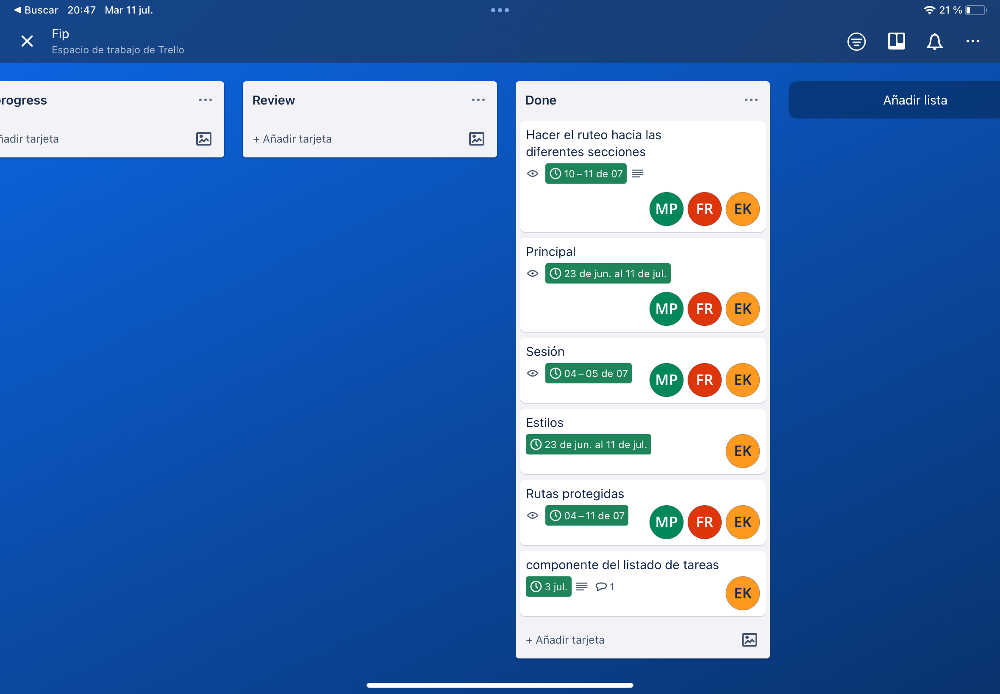 Buscar 20:47 Mar 11 jul.
21 %
Fip
Espacio de trabajo de Trello
rogress
adir tarjeta
Review
+ Añadir tarjeta
Done
Hacer el ruteo hacia las
diferentes secciones
10–11 de 07
MP FR EK
Principal
23 de jun. al 11 de jul.
MP FR EK
Sesión
04–05 de 07
MP FR EK
Estilos
23 de jun. al 11 de jul.
EK
Rutas protegidas
04–11 de 07
MP FR EK
componente del listado de tareas
3 jul. 1
EK
+ Añadir tarjeta
Añadir lista